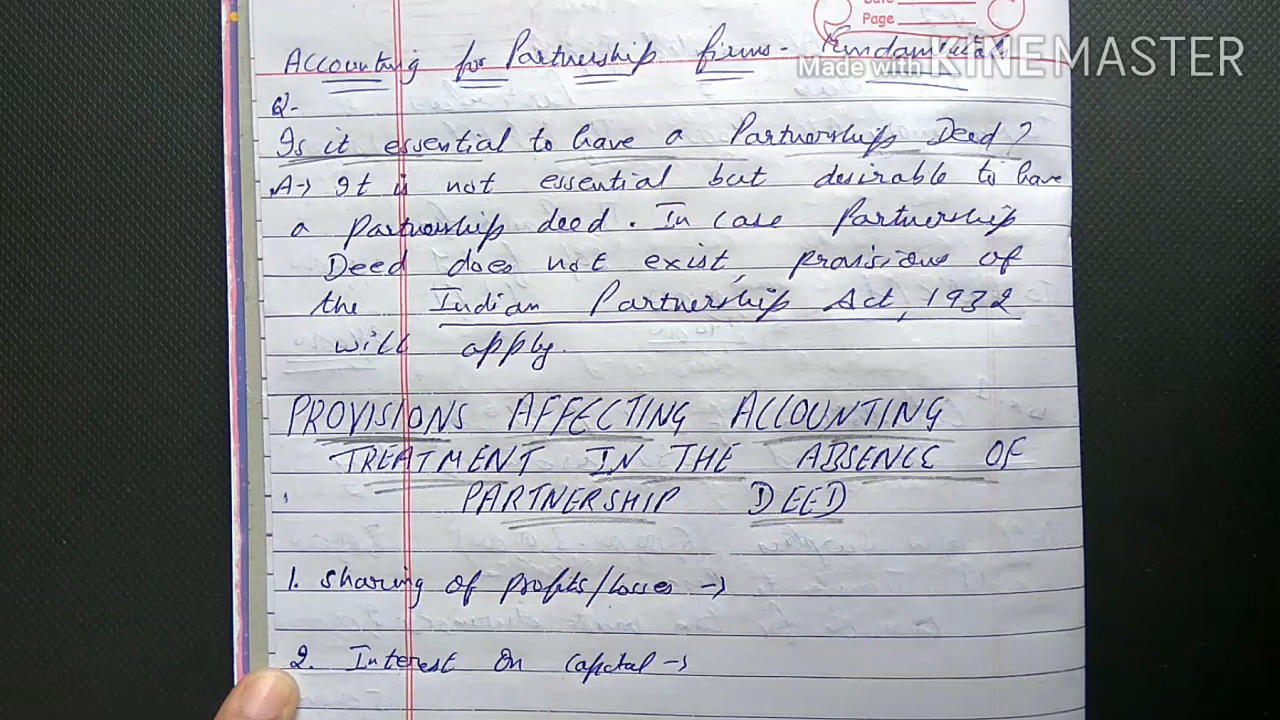 Page
Accounting for Partnership firms- Fundamentals
Made with KINEMASTER
Q-
Is it essential to have a Partnership Deed?
A→ It is not essential but desirable to have
a partnership deed. In case Partnership
Deed does not exist, provisions of
the Indian Partnership Act, 1932
will apply.
PROVISIONS AFFECTING ACCOUNTING
TREATMENT IN THE ABSENCE OF
PARTNERSHIP DEED
1. Sharing of profits/losses →
2. Interest on capital →